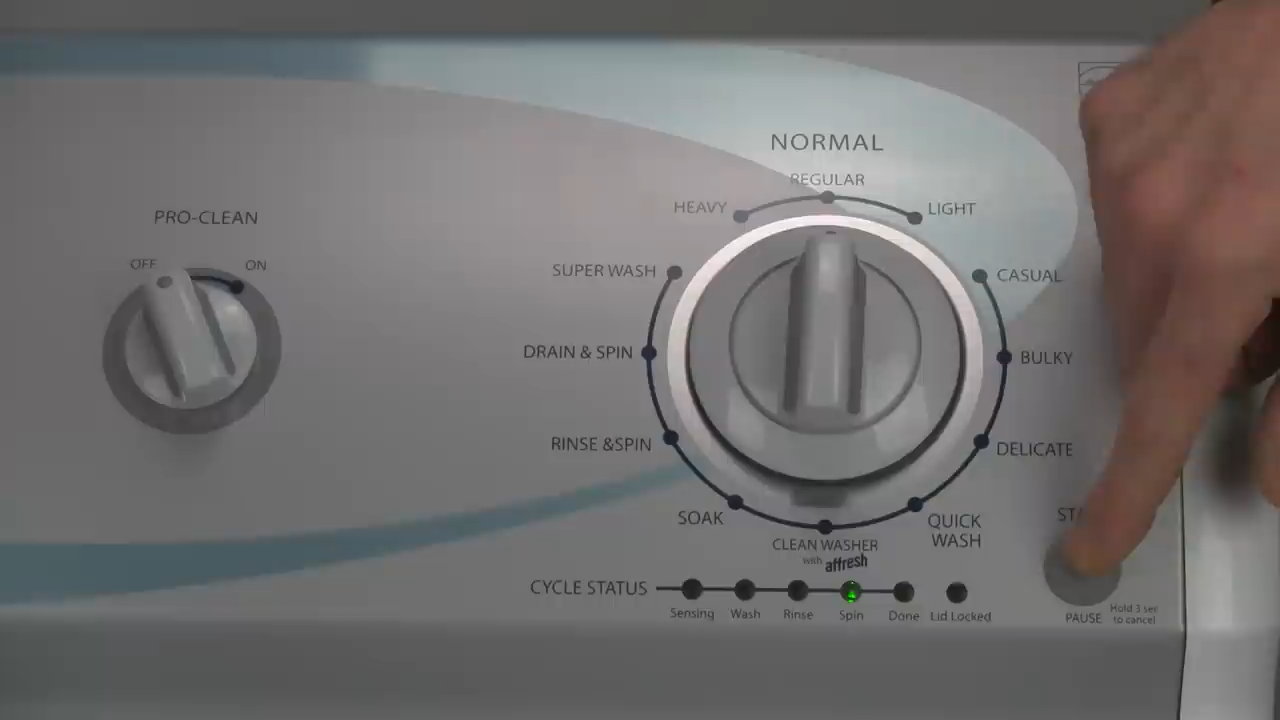 NORMAL
REGULAR
HEAVY
LIGHT
PRO-CLEAN
OFF
ON
SUPER WASH
CASUAL
DRAIN & SPIN
BULKY
RINSE &SPIN
DELICATE
SOAK
QUICK
WASH
CLEAN WASHER
with affresh
CYCLE STATUS
Sensing
Wash
Rinse
Spin
Done
Lid Locked
PAUSE
Hold 3 sec
to cancel